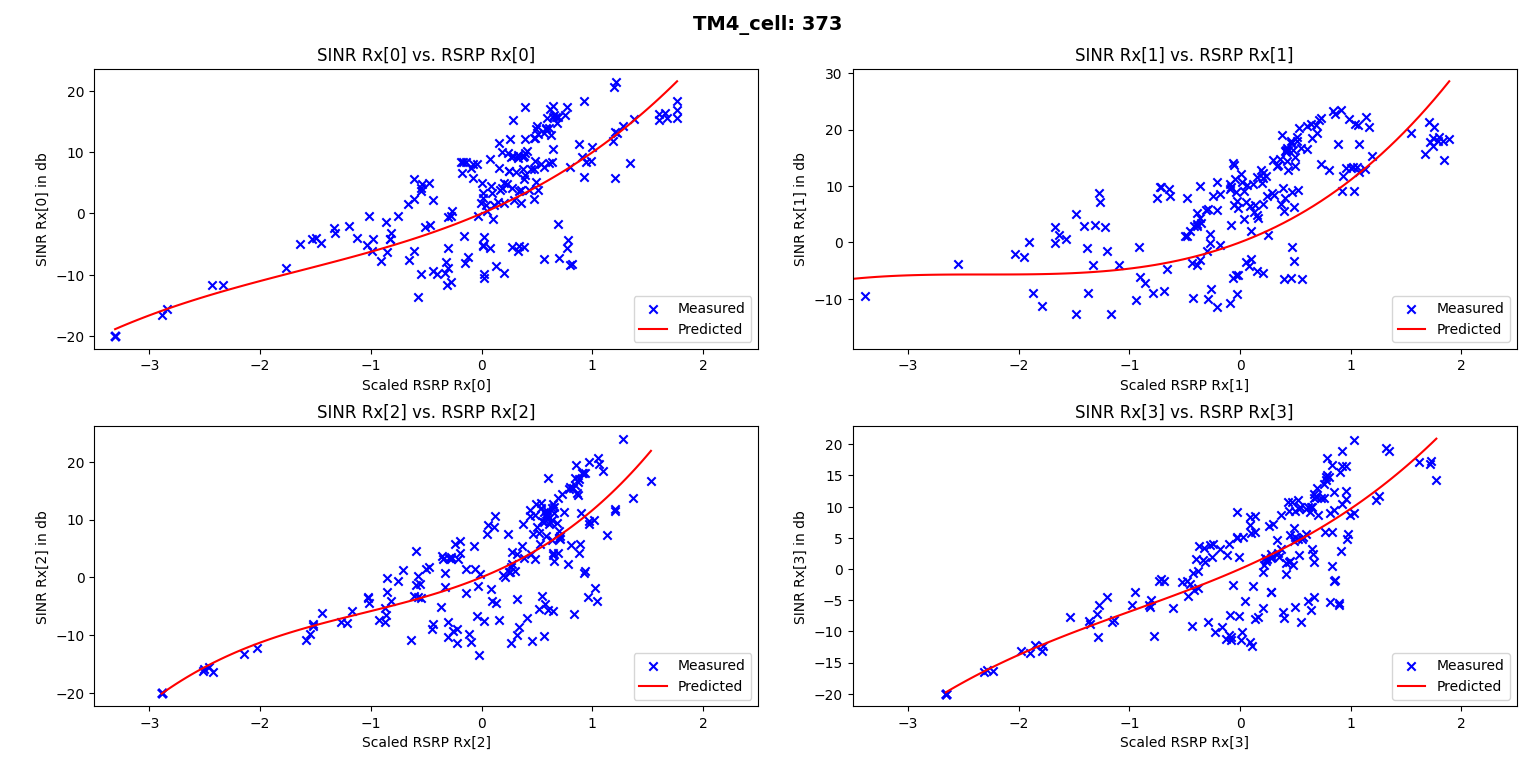 TM4_cell: 373
SINR Rx[0] vs. RSRP Rx[0]
SINR Rx[0] in db
20
10
0
−10
−20
Measured
Predicted
−3 −2 −1 0 1 2
Scaled RSRP Rx[0]
SINR Rx[1] vs. RSRP Rx[1]
SINR Rx[1] in db
30
20
10
0
−10
Measured
Predicted
−3 −2 −1 0 1 2
Scaled RSRP Rx[1]
SINR Rx[2] vs. RSRP Rx[2]
SINR Rx[2] in db
20
10
0
−10
−20
Measured
Predicted
−3 −2 −1 0 1 2
Scaled RSRP Rx[2]
SINR Rx[3] vs. RSRP Rx[3]
SINR Rx[3] in db
20
15
10
5
0
−5
−10
−15
−20
Measured
Predicted
−3 −2 −1 0 1 2
Scaled RSRP Rx[3]